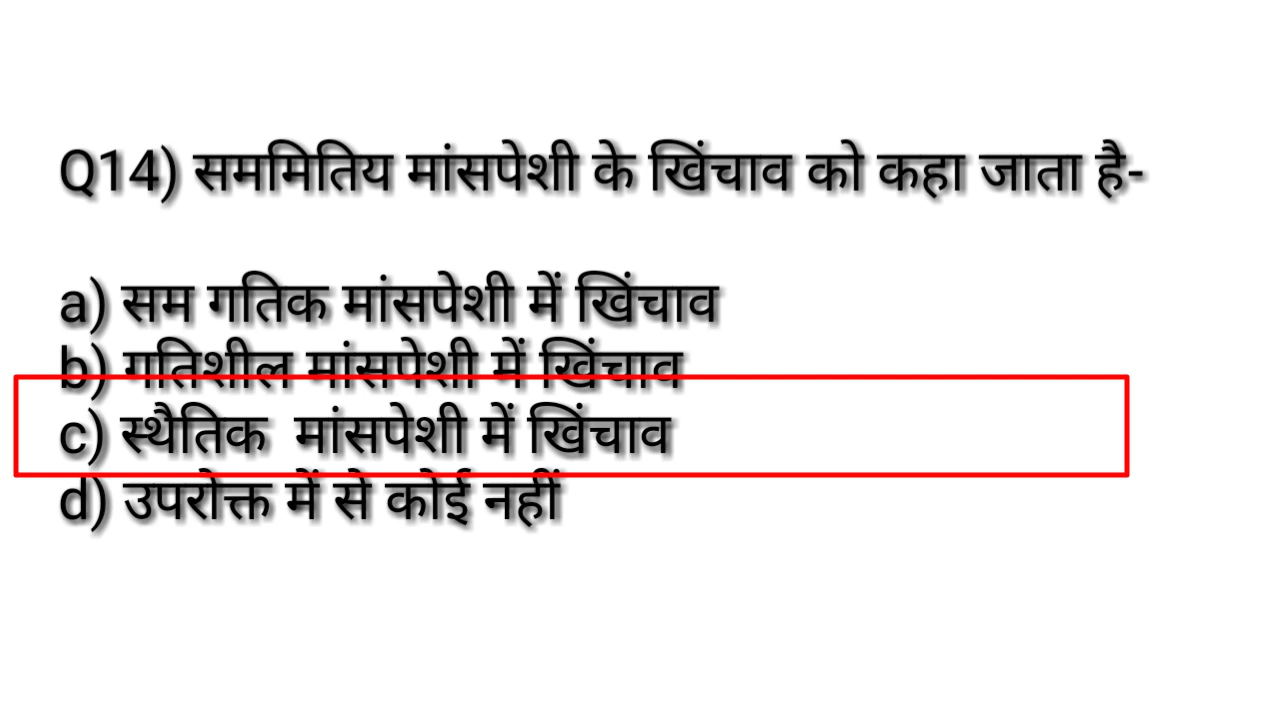 Q14) सममितिय मांसपेशी के खिंचाव को कहा जाता है-
a) सम गतिक मांसपेशी में खिंचाव
b) गतिशील मांसपेशी में खिंचाव
c) स्थैतिक मांसपेशी में खिंचाव
d) उपरोक्त में से कोई नहीं